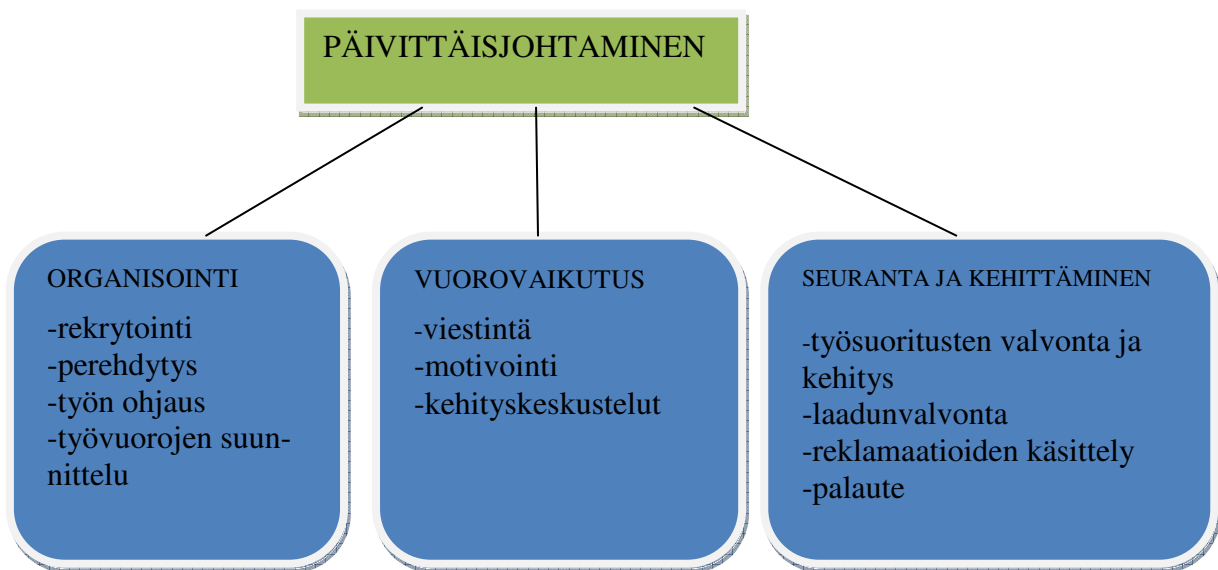 PÄIVITTÄISJOHTAMINEN
ORGANISOINTI
-rekrytointi
-perehdytys
-työn ohjaus
-työvuorojen suun-
nittelu
VUOROVAIKUTUS
-viestintä
-motivointi
-kehityskeskustelut
SEURANTA JA KEHITTÄMINEN
-työsuoritusten valvonta ja
kehitys
-laadunvalvonta
-reklamaatioiden käsittely
-palaute